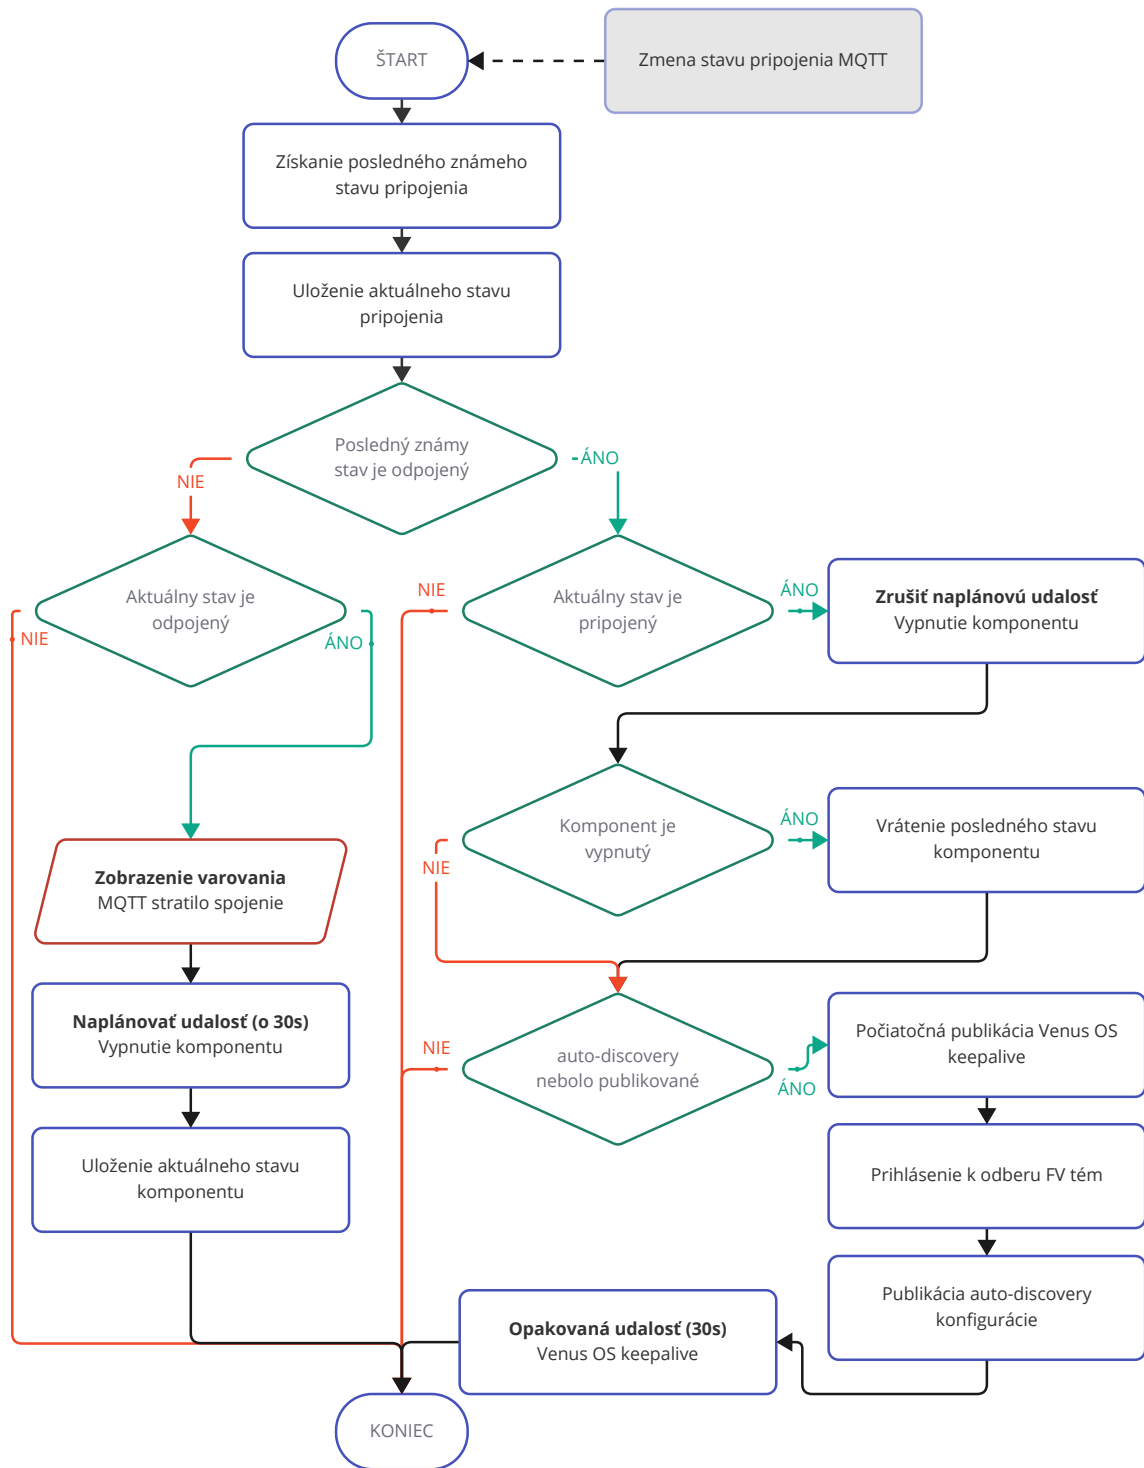 ŠTART
Zmena stavu pripojenia MQTT
Získanie posledného známeho
stavu pripojenia
Uloženie aktuálneho stavu
pripojenia
Posledný známy
stav je odpojený
NIE
ÁNO
Aktuálny stav je
odpojený
NIE
ÁNO
Aktuálny stav je
pripojený
NIE
ÁNO
Zrušiť naplánovú udalosť
Vypnutie komponentu
Komponent je
vypnutý
NIE
ÁNO
Vrátenie posledného stavu
komponentu
Zobrazenie varovania
MQTT stratilo spojenie
Naplánovať udalosť (o 30s)
Vypnutie komponentu
Uloženie aktuálneho stavu
komponentu
auto-discovery
nebolo publikované
NIE
ÁNO
Počiatočná publikácia Venus OS
keepalive
Prihlásenie k odberu FV tém
Publikácia auto-discovery
konfigurácie
Opakovaná udalosť (30s)
Venus OS keepalive
KONIEC